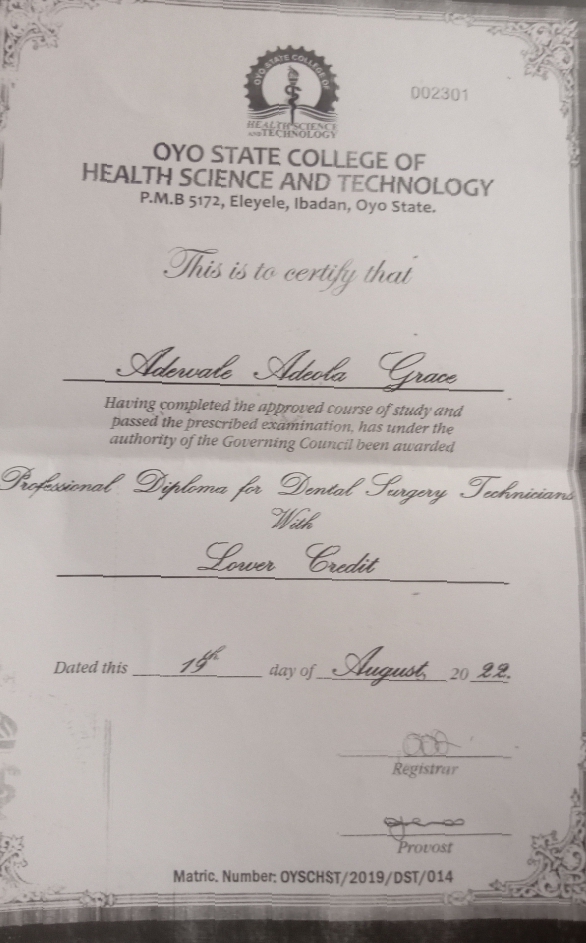 OYO STATE COLLEGE OF
HEALTH SCIENCE
AND TECHNOLOGY
002301
OYO STATE COLLEGE OF
HEALTH SCIENCE AND TECHNOLOGY
P.M.B 5172, Eleyele, Ibadan, Oyo State.
This is to certify that
Adewale Adeola Grace
Having completed the approved course of study and
passed the prescribed examination, has under the
authority of the Governing Council been awarded
Professional Diploma for Dental Surgery Technicians
With
Lower Credit
Dated this 19th day of August, 20 22.
Registrar
Provost
Matric. Number: OYSCHST/2019/DST/014